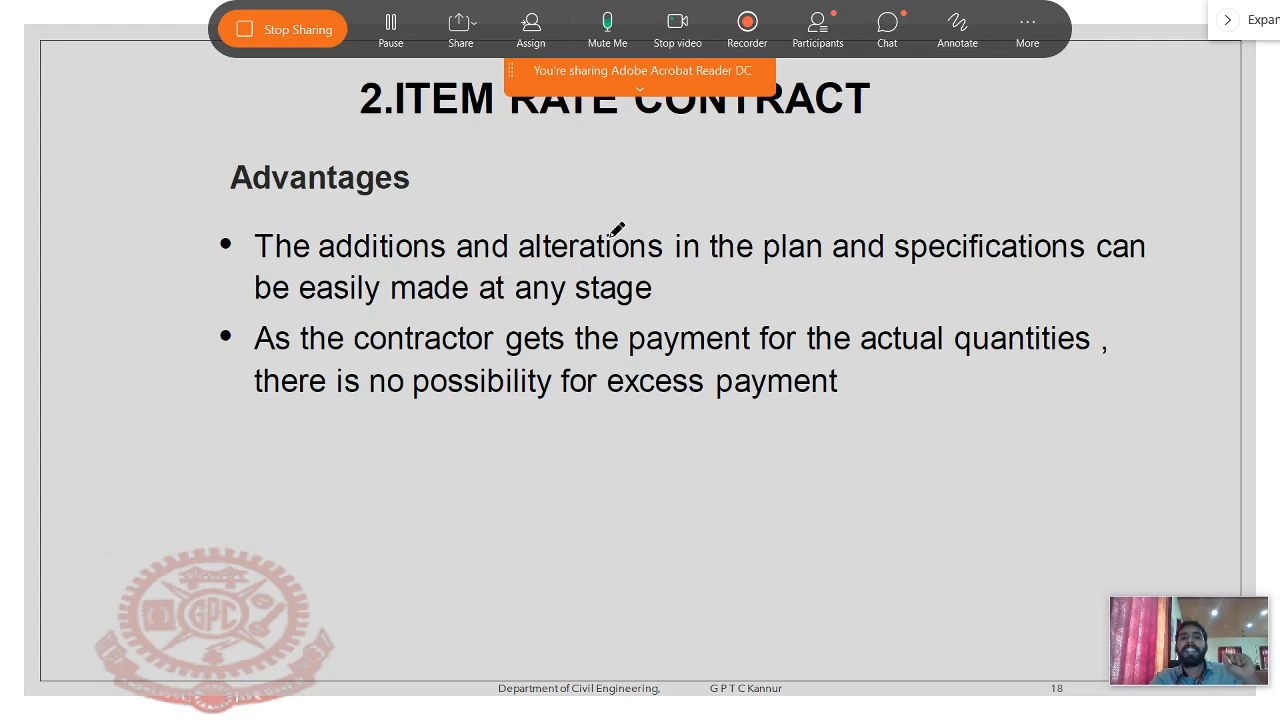 Stop Sharing
Pause
Share
Assign
Mute Me
Stop video
Recorder
Participants
Chat
Annotate
More
You're sharing Adobe Acrobat Reader DC
2.ITEM RATE CONTRACT
Advantages
• The additions and alterations in the plan and specifications can
be easily made at any stage
• As the contractor gets the payment for the actual quantities ,
there is no possibility for excess payment
GPC
Department of Civil Engineering, G P T C Kannur 18